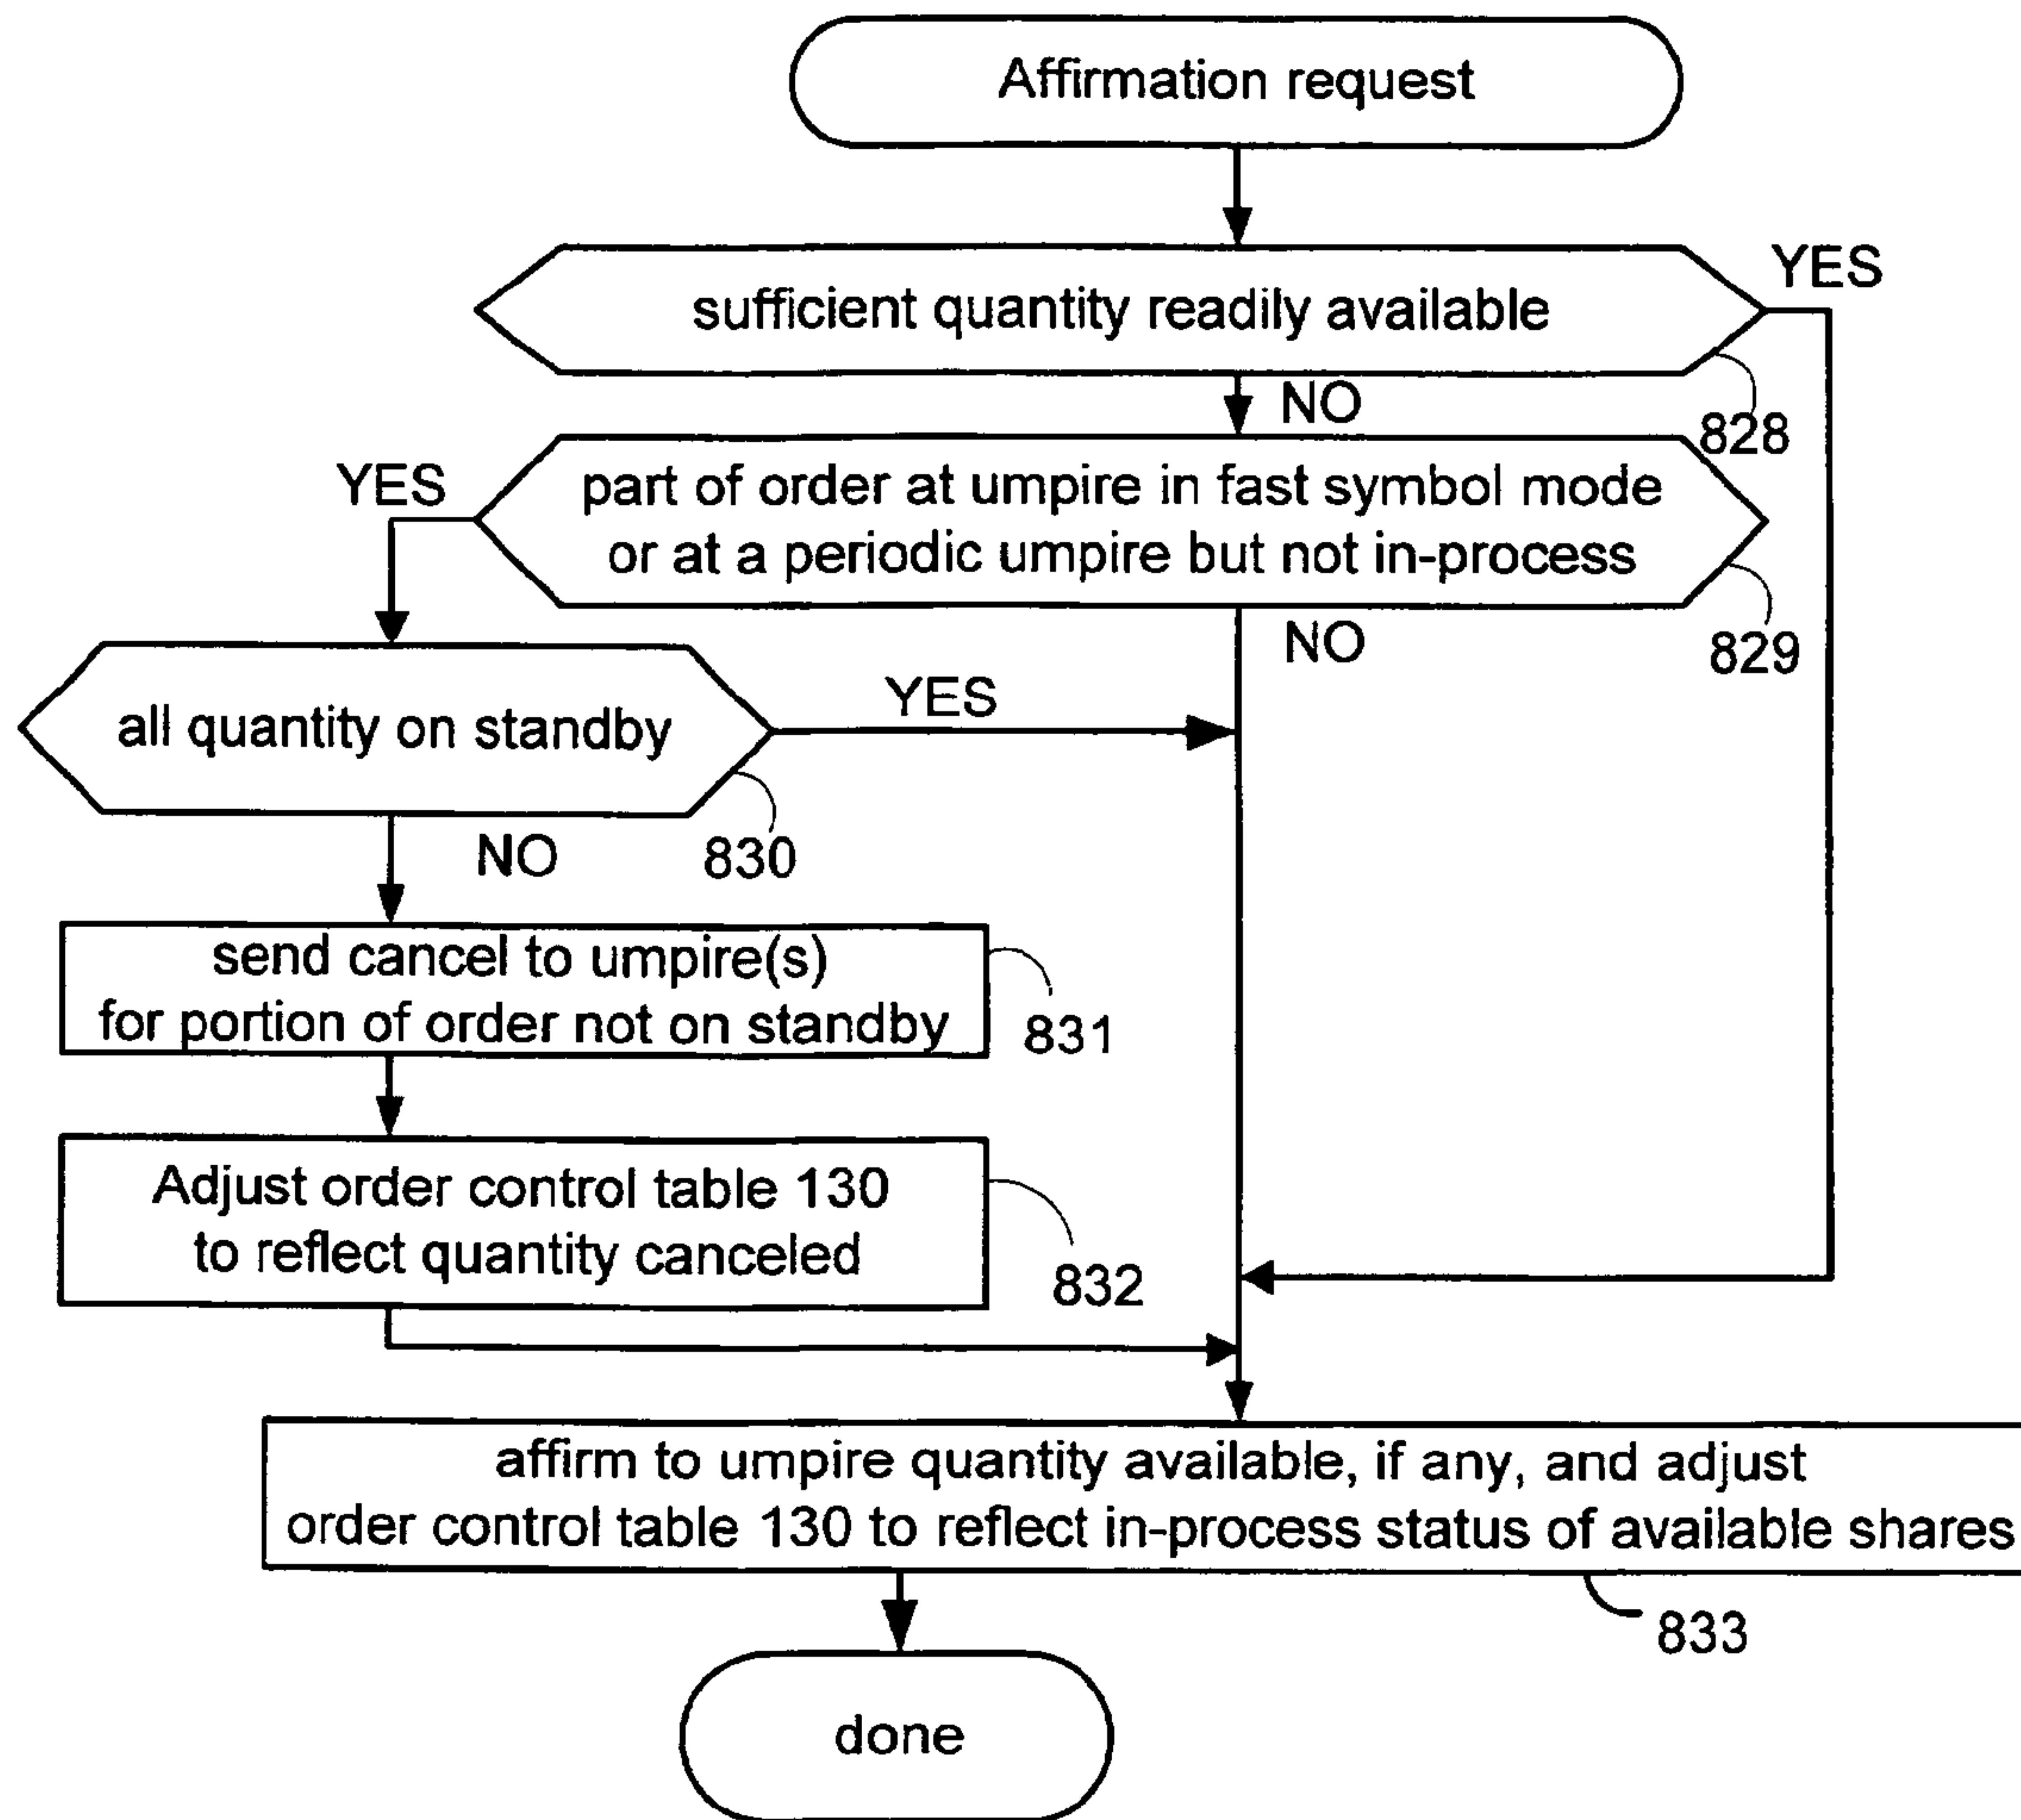 Affirmation request
sufficient quantity readily available
YES
828
NO
part of order at umpire in fast symbol mode
or at a periodic umpire but not in-process
YES
829
NO
all quantity on standby
YES
830
NO
send cancel to umpire(s)
for portion of order not on standby
831
Adjust order control table 130
to reflect quantity canceled
832
affirm to umpire quantity available, if any, and adjust
order control table 130 to reflect in-process status of available shares
833
done